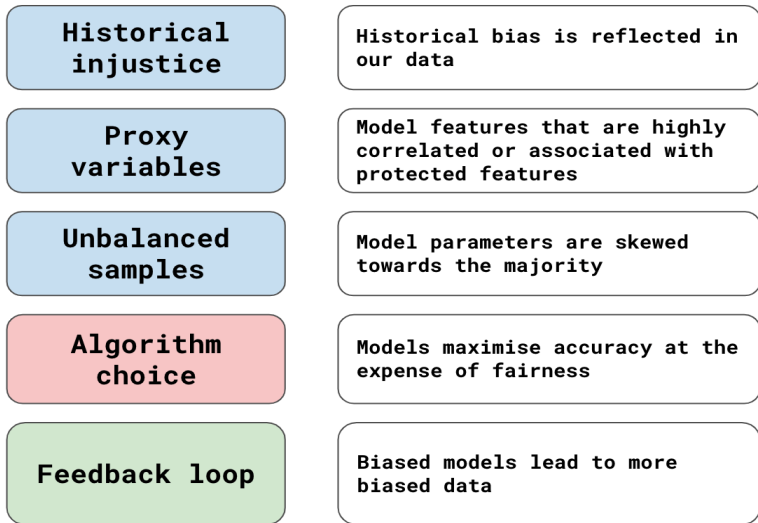 Historical
injustice
Historical bias is reflected in
our data
Proxy
variables
Model features that are highly
correlated or associated with
protected features
Unbalanced
samples
Model parameters are skewed
towards the majority
Algorithm
choice
Models maximise accuracy at the
expense of fairness
Feedback loop
Biased models lead to more
biased data